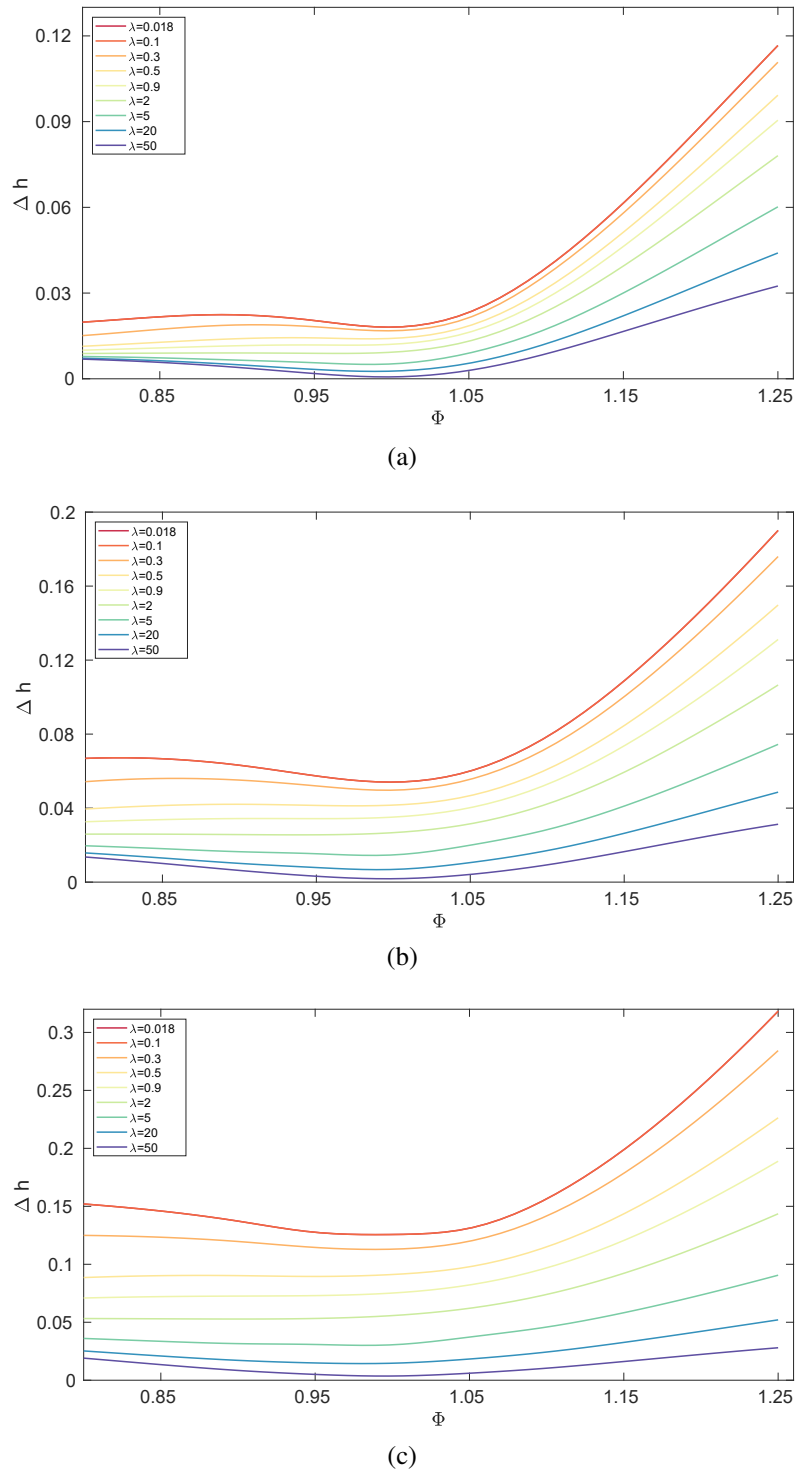 0.12
0.09
0.06
0.03
0
Δ h
λ=0.018
λ=0.1
λ=0.3
λ=0.5
λ=0.9
λ=2
λ=5
λ=20
λ=50
0.85
0.95
1.05
1.15
1.25
Φ
(a)
0.2
0.16
0.12
0.08
0.04
0
Δ h
λ=0.018
λ=0.1
λ=0.3
λ=0.5
λ=0.9
λ=2
λ=5
λ=20
λ=50
0.85
0.95
1.05
1.15
1.25
Φ
(b)
0.3
0.25
0.2
0.15
0.1
0.05
0
Δ h
λ=0.018
λ=0.1
λ=0.3
λ=0.5
λ=0.9
λ=2
λ=5
λ=20
λ=50
0.85
0.95
1.05
1.15
1.25
Φ
(c)